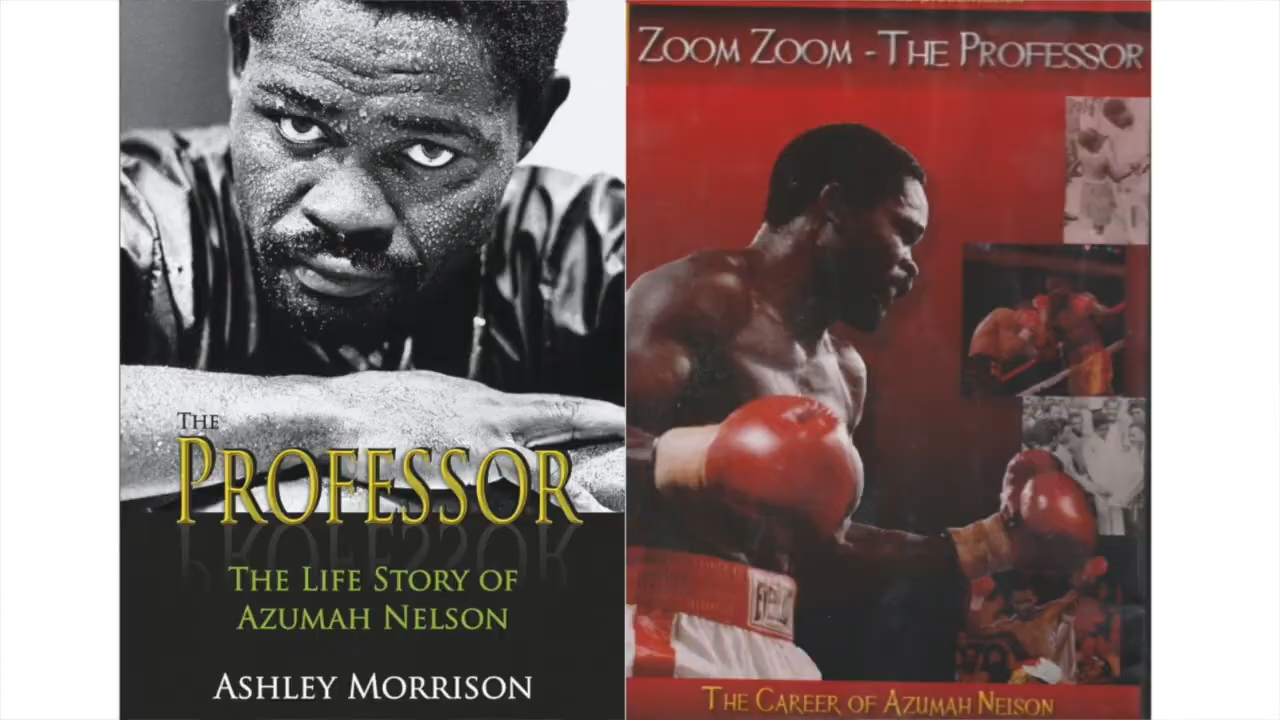 THE
PROFESSOR
THE LIFE STORY OF
AZUMAH NELSON
ASHLEY MORRISON
ZOOM ZOOM - THE PROFESSOR
EVERLAST
THE CAREER OF AZUMAH NELSON